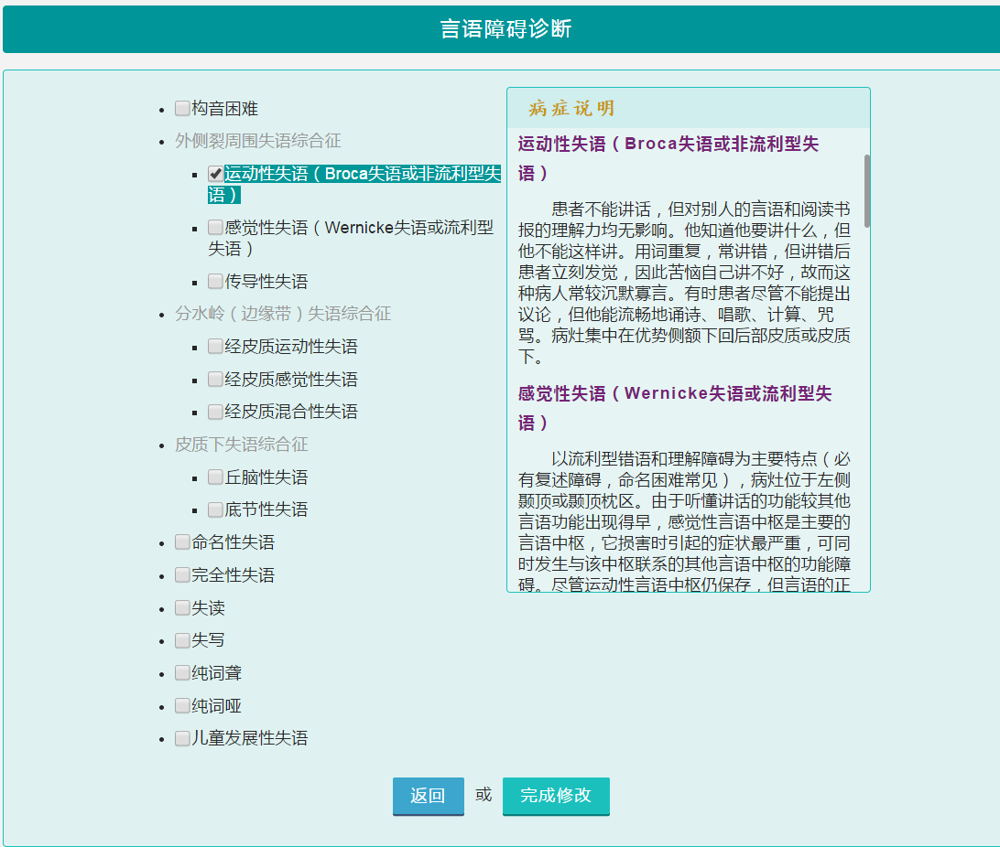 言语障碍诊断
构音困难
外侧裂周围失语综合征
运动性失语（Broca失语或非流利型失
语）
感觉性失语（Wernicke失语或流利型
失语）
传导性失语
分水岭（边缘带）失语综合征
经皮质运动性失语
经皮质感觉性失语
经皮质混合性失语
皮质下失语综合征
丘脑性失语
底节性失语
命名性失语
完全性失语
失读
失写
纯词聋
纯词哑
儿童发展性失语
病症说明
运动性失语（Broca失语或非流利型失
语）
患者不能讲话，但对别人的言语和阅读书
报的理解力均无影响。他知道他要讲什么，但
他不能这样讲。用词重复，常讲错，但讲错后
患者立刻发觉，因此苦恼自己讲不好，故而这
种病人常较沉默寡言。有时患者尽管不能提出
议论，但他能流畅地诵诗、唱歌、计算、咒
骂。病灶集中在优势侧额下回后部皮质或皮质
下。
感觉性失语（Wernicke失语或流利型失
语）
以流利型错语和理解障碍为主要特点（必
有复述障碍，命名困难常见），病灶位于左侧
颞顶或颞顶枕区。由于听懂讲话的功能较其他
言语功能出现得早，感觉性言语中枢是主要的
言语中枢，它损害时引起的症状最严重，可同
时发生与该中枢联系的其他言语中枢的功能障
碍。尽管运动性言语中枢仍保存，但言语的正
返回 或 完成修改